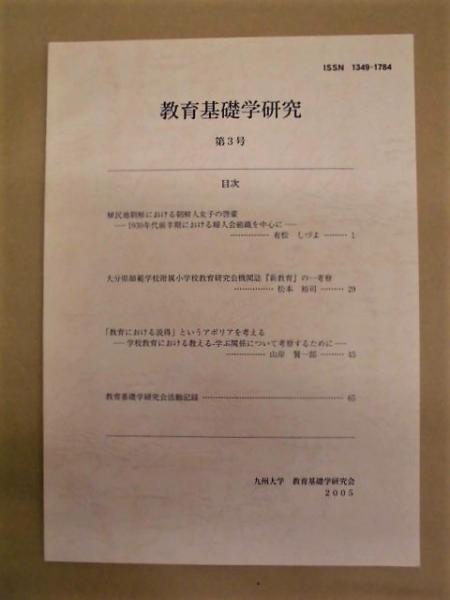 ISSN 1349-1784
教育基礎学研究
第3号
目次
植民地朝鮮における朝鮮人女子の啓蒙
―1930年代前半期における婦人会組織を中心に―
……………… 有松 しづよ ……… 1
大分県師範学校附属小学校教育研究会機関誌『新教育』の一考察
……………… 松本 裕司 ……… 29
「教育における説得」というアポリアを考える
―学校教育における教える-学ぶ関係について考察するために―
……………… 山岸 賢一郎 ……… 45
教育基礎学研究会活動記録 ……………………………………… 65
九州大学 教育基礎学研究会
2005